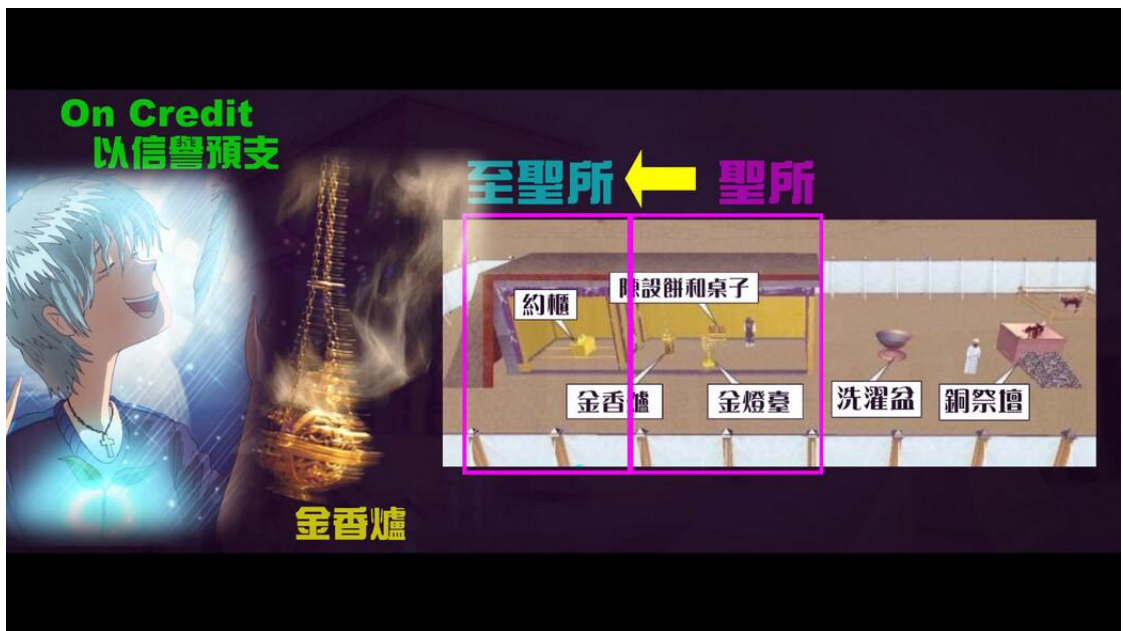 On Credit
以信譽預支
至聖所
聖所
約櫃
陳設餅和桌子
金香爐
金燈臺
洗濯盆
銅祭壇
金香爐